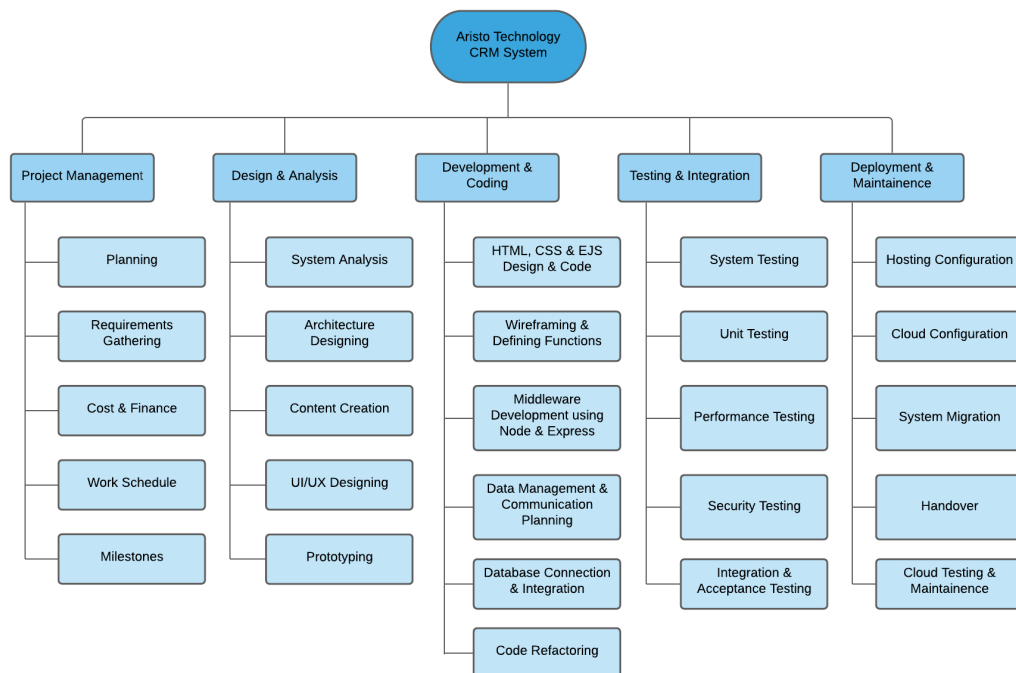 Aristo Technology
CRM System
Project Management
Design & Analysis
Development &
Coding
Testing & Integration
Deployment &
Maintainence
Planning
Requirements
Gathering
Cost & Finance
Work Schedule
Milestones
System Analysis
Architecture
Designing
Content Creation
UI/UX Designing
Prototyping
HTML, CSS & EJS
Design & Code
Wireframing &
Defining Functions
Middleware
Development using
Node & Express
Data Management &
Communication
Planning
Database Connection
& Integration
Code Refactoring
System Testing
Unit Testing
Performance Testing
Security Testing
Integration &
Acceptance Testing
Hosting Configuration
Cloud Configuration
System Migration
Handover
Cloud Testing &
Maintainence